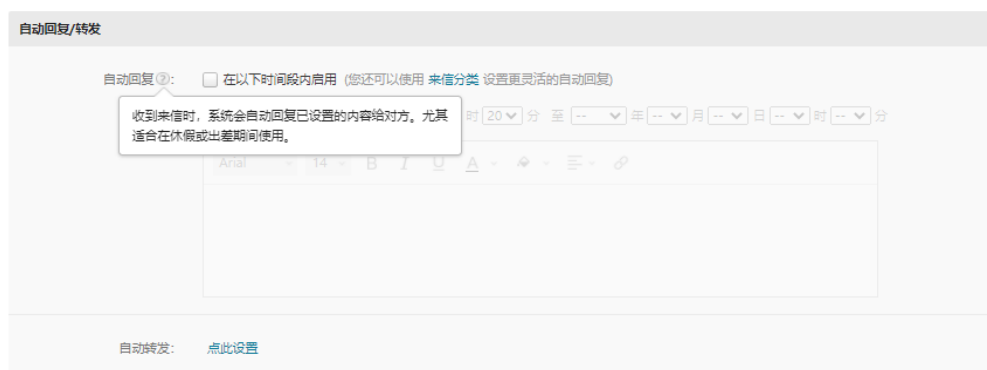 自动回复/转发
自动回复?: 在以下时间段内启用 (您还可以使用 来信分类 设置更灵活的自动回复)
收到来信时，系统会自动回复已设置的内容给对方。尤其
适合在休假或出差期间使用。
时 20 分 至 -- 年 -- 月 -- 日 -- 时 -- 分
Arial 14 B I U A
自动转发: 点此设置